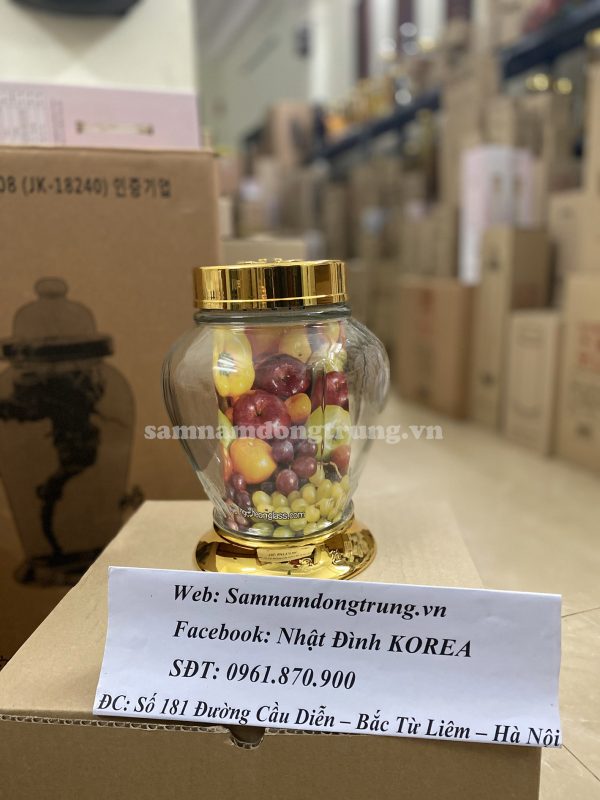 08 (JK-18240) 인증기업
samnamdongtrung.vn
Web: Samnamdongtrung.vn
Facebook: Nhật Đình KOREA
SĐT: 0961.870.900
ĐC: Số 181 Đường Cầu Diễn – Bắc Từ Liêm – Hà Nội